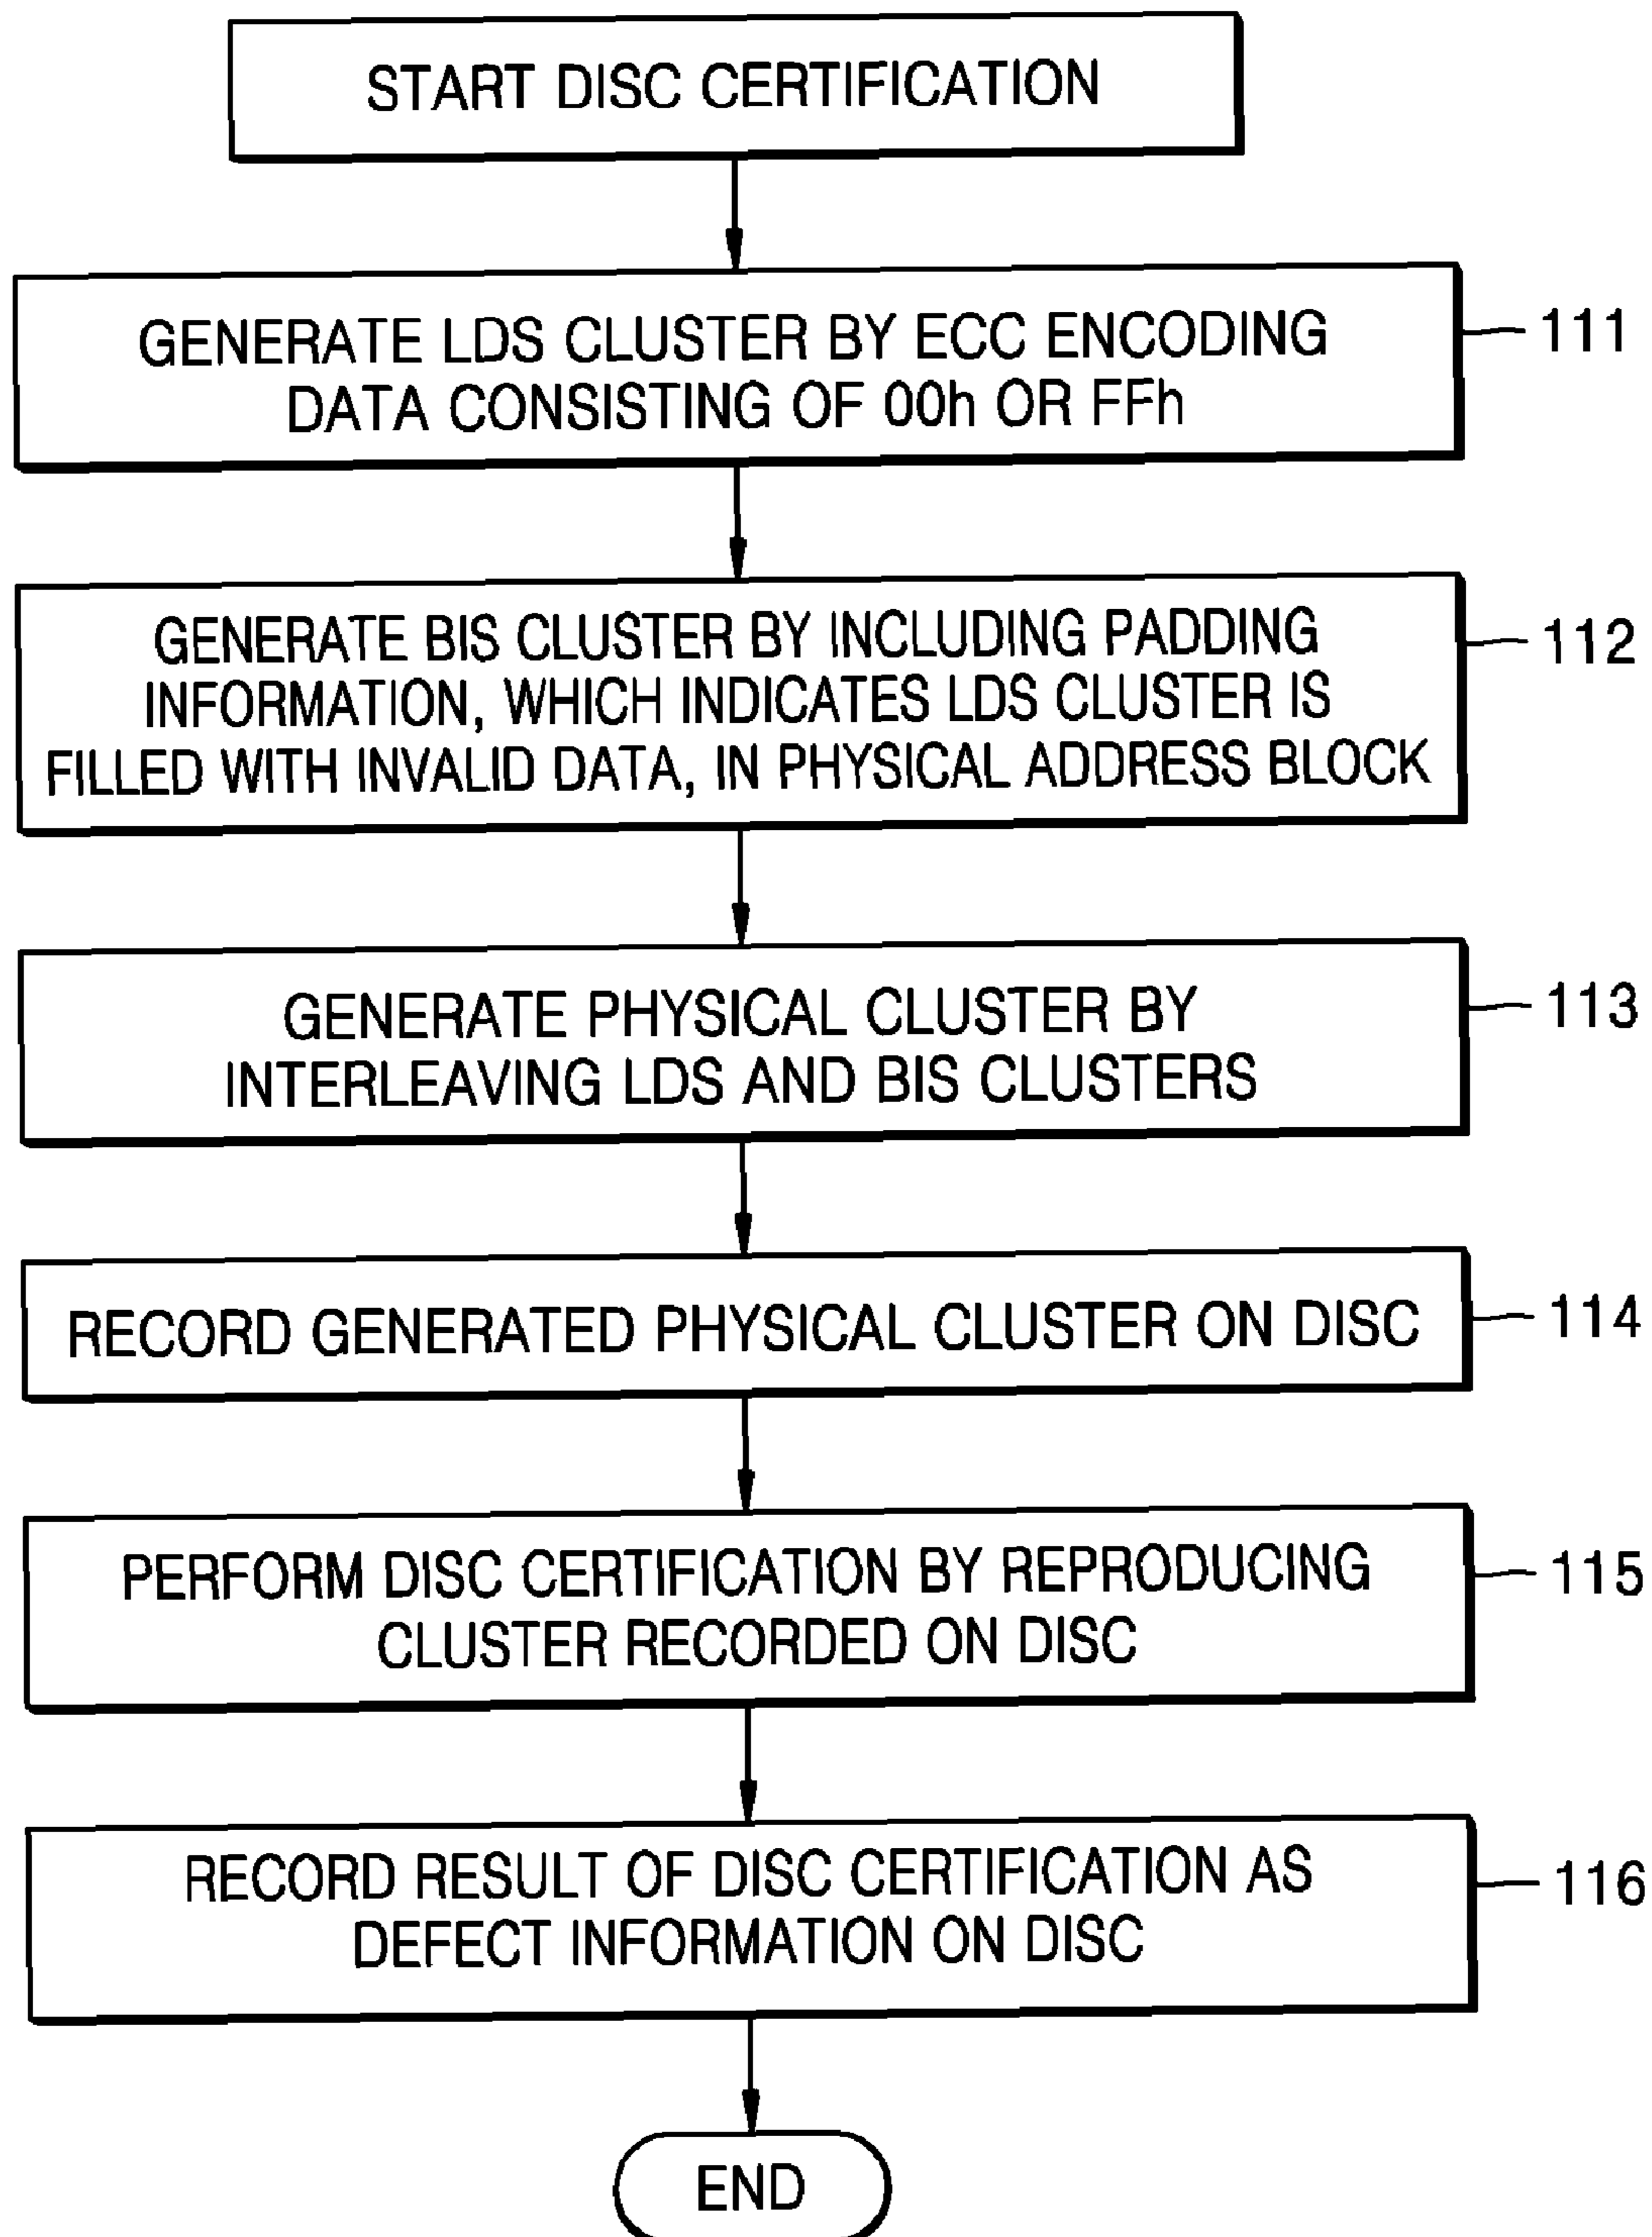 START DISC CERTIFICATION
GENERATE LDS CLUSTER BY ECC ENCODING
DATA CONSISTING OF 00h OR FFh
111
GENERATE BIS CLUSTER BY INCLUDING PADDING
INFORMATION, WHICH INDICATES LDS CLUSTER IS
FILLED WITH INVALID DATA, IN PHYSICAL ADDRESS BLOCK
112
GENERATE PHYSICAL CLUSTER BY
INTERLEAVING LDS AND BIS CLUSTERS
113
RECORD GENERATED PHYSICAL CLUSTER ON DISC
114
PERFORM DISC CERTIFICATION BY REPRODUCING
CLUSTER RECORDED ON DISC
115
RECORD RESULT OF DISC CERTIFICATION AS
DEFECT INFORMATION ON DISC
116
END